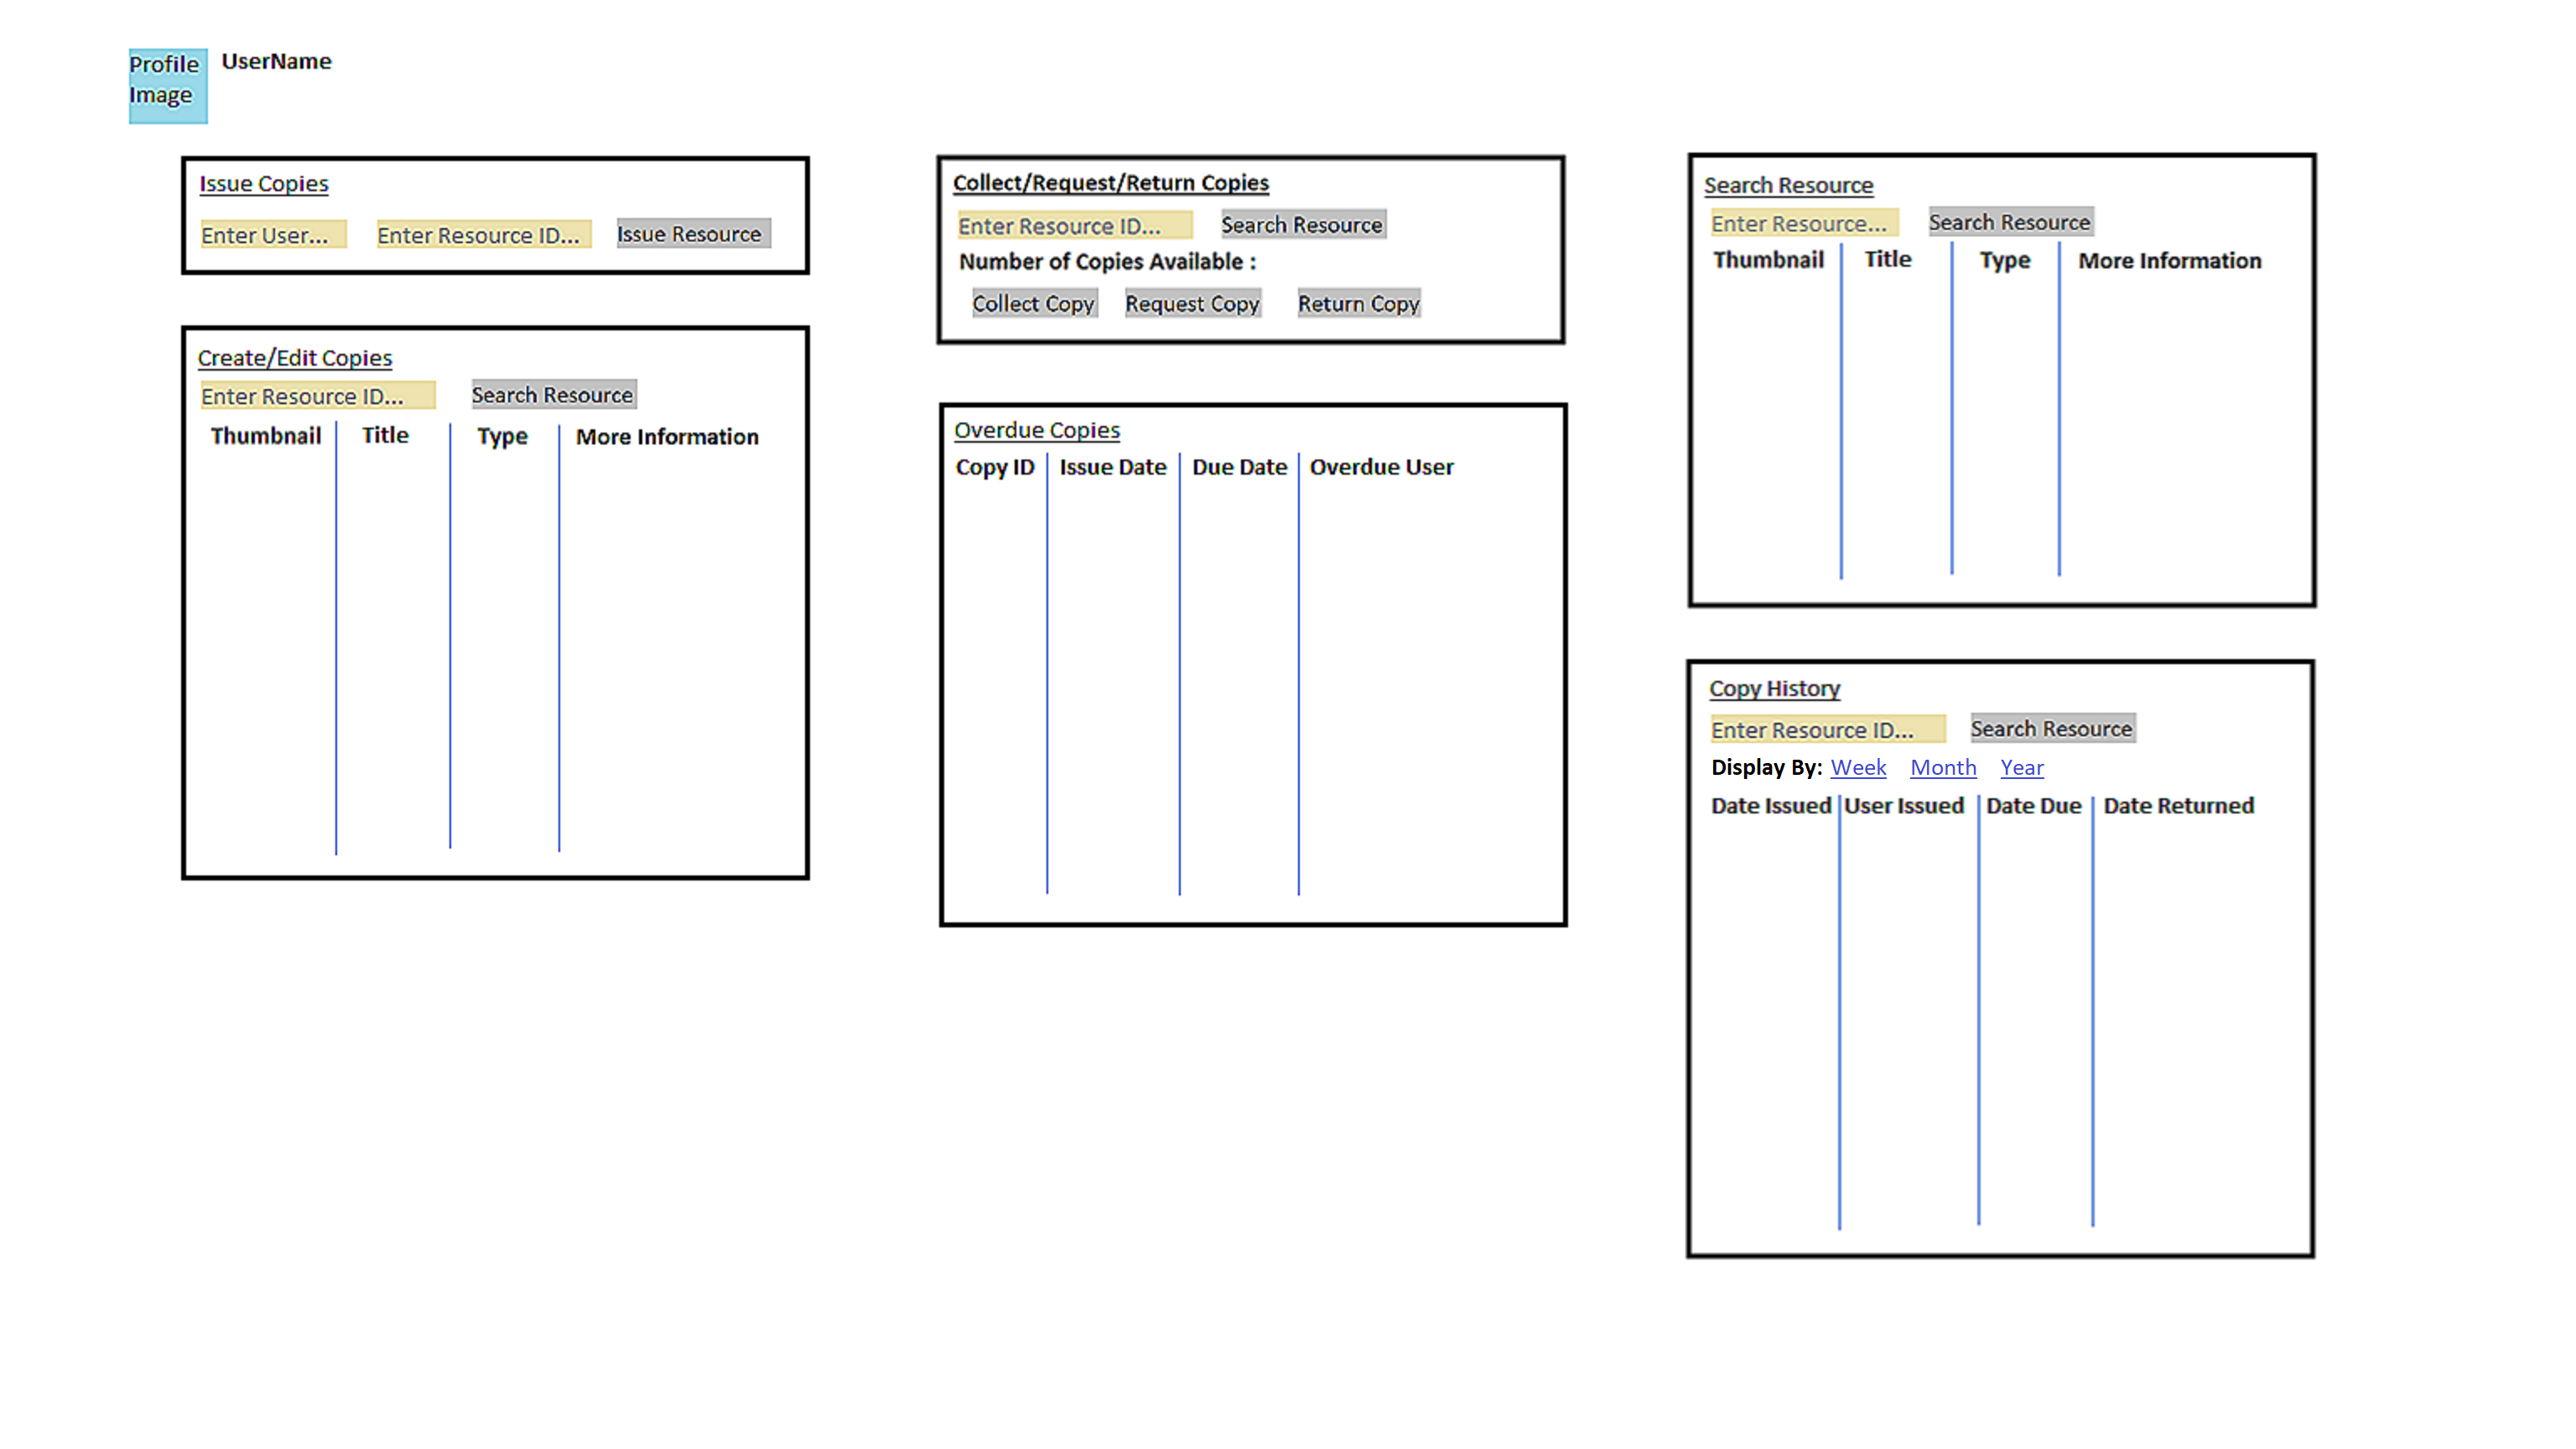 Profile
Image
UserName
Issue Copies
Enter User...
Enter Resource ID...
Issue Resource
Create/Edit Copies
Enter Resource ID...
Search Resource
Thumbnail
Title
Type
More Information
Collect/Request/Return Copies
Enter Resource ID...
Search Resource
Number of Copies Available :
Collect Copy
Request Copy
Return Copy
Overdue Copies
Copy ID
Issue Date
Due Date
Overdue User
Search Resource
Enter Resource...
Search Resource
Thumbnail
Title
Type
More Information
Copy History
Enter Resource ID...
Search Resource
Display By: Week Month Year
Date Issued
User Issued
Date Due
Date Returned